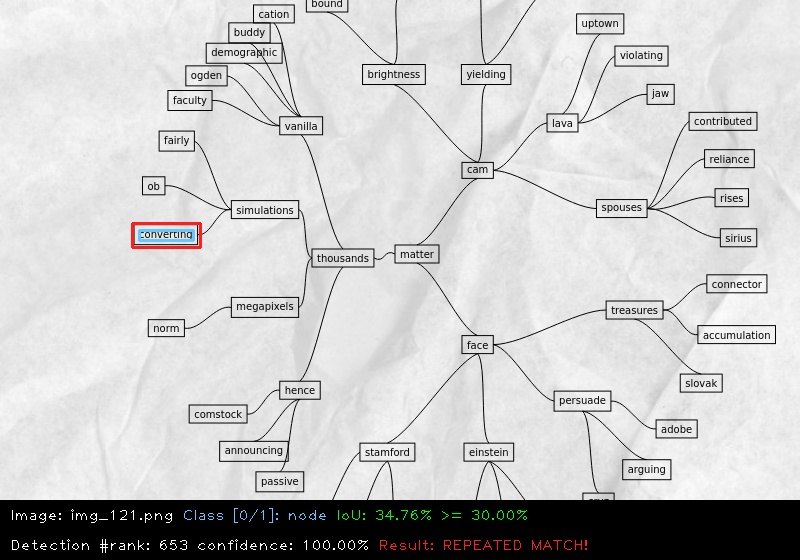 bound
cation
buddy
demographic
ogden
faculty
vanilla
fairly
ob
simulations
converting
brightness
yielding
uptown
violating
jaw
lava
contributed
cam
reliance
rises
spouses
sirius
thousands
matter
megapixels
norm
connector
treasures
accumulation
face
slovak
hence
comstock
persuade
adobe
announcing
stamford
einstein
arguing
passive
Image: img_121.png Class [0/1]: node IoU: 34.76% >= 30.00%
Detection #rank: 653 confidence: 100.00% Result: REPEATED MATCH!